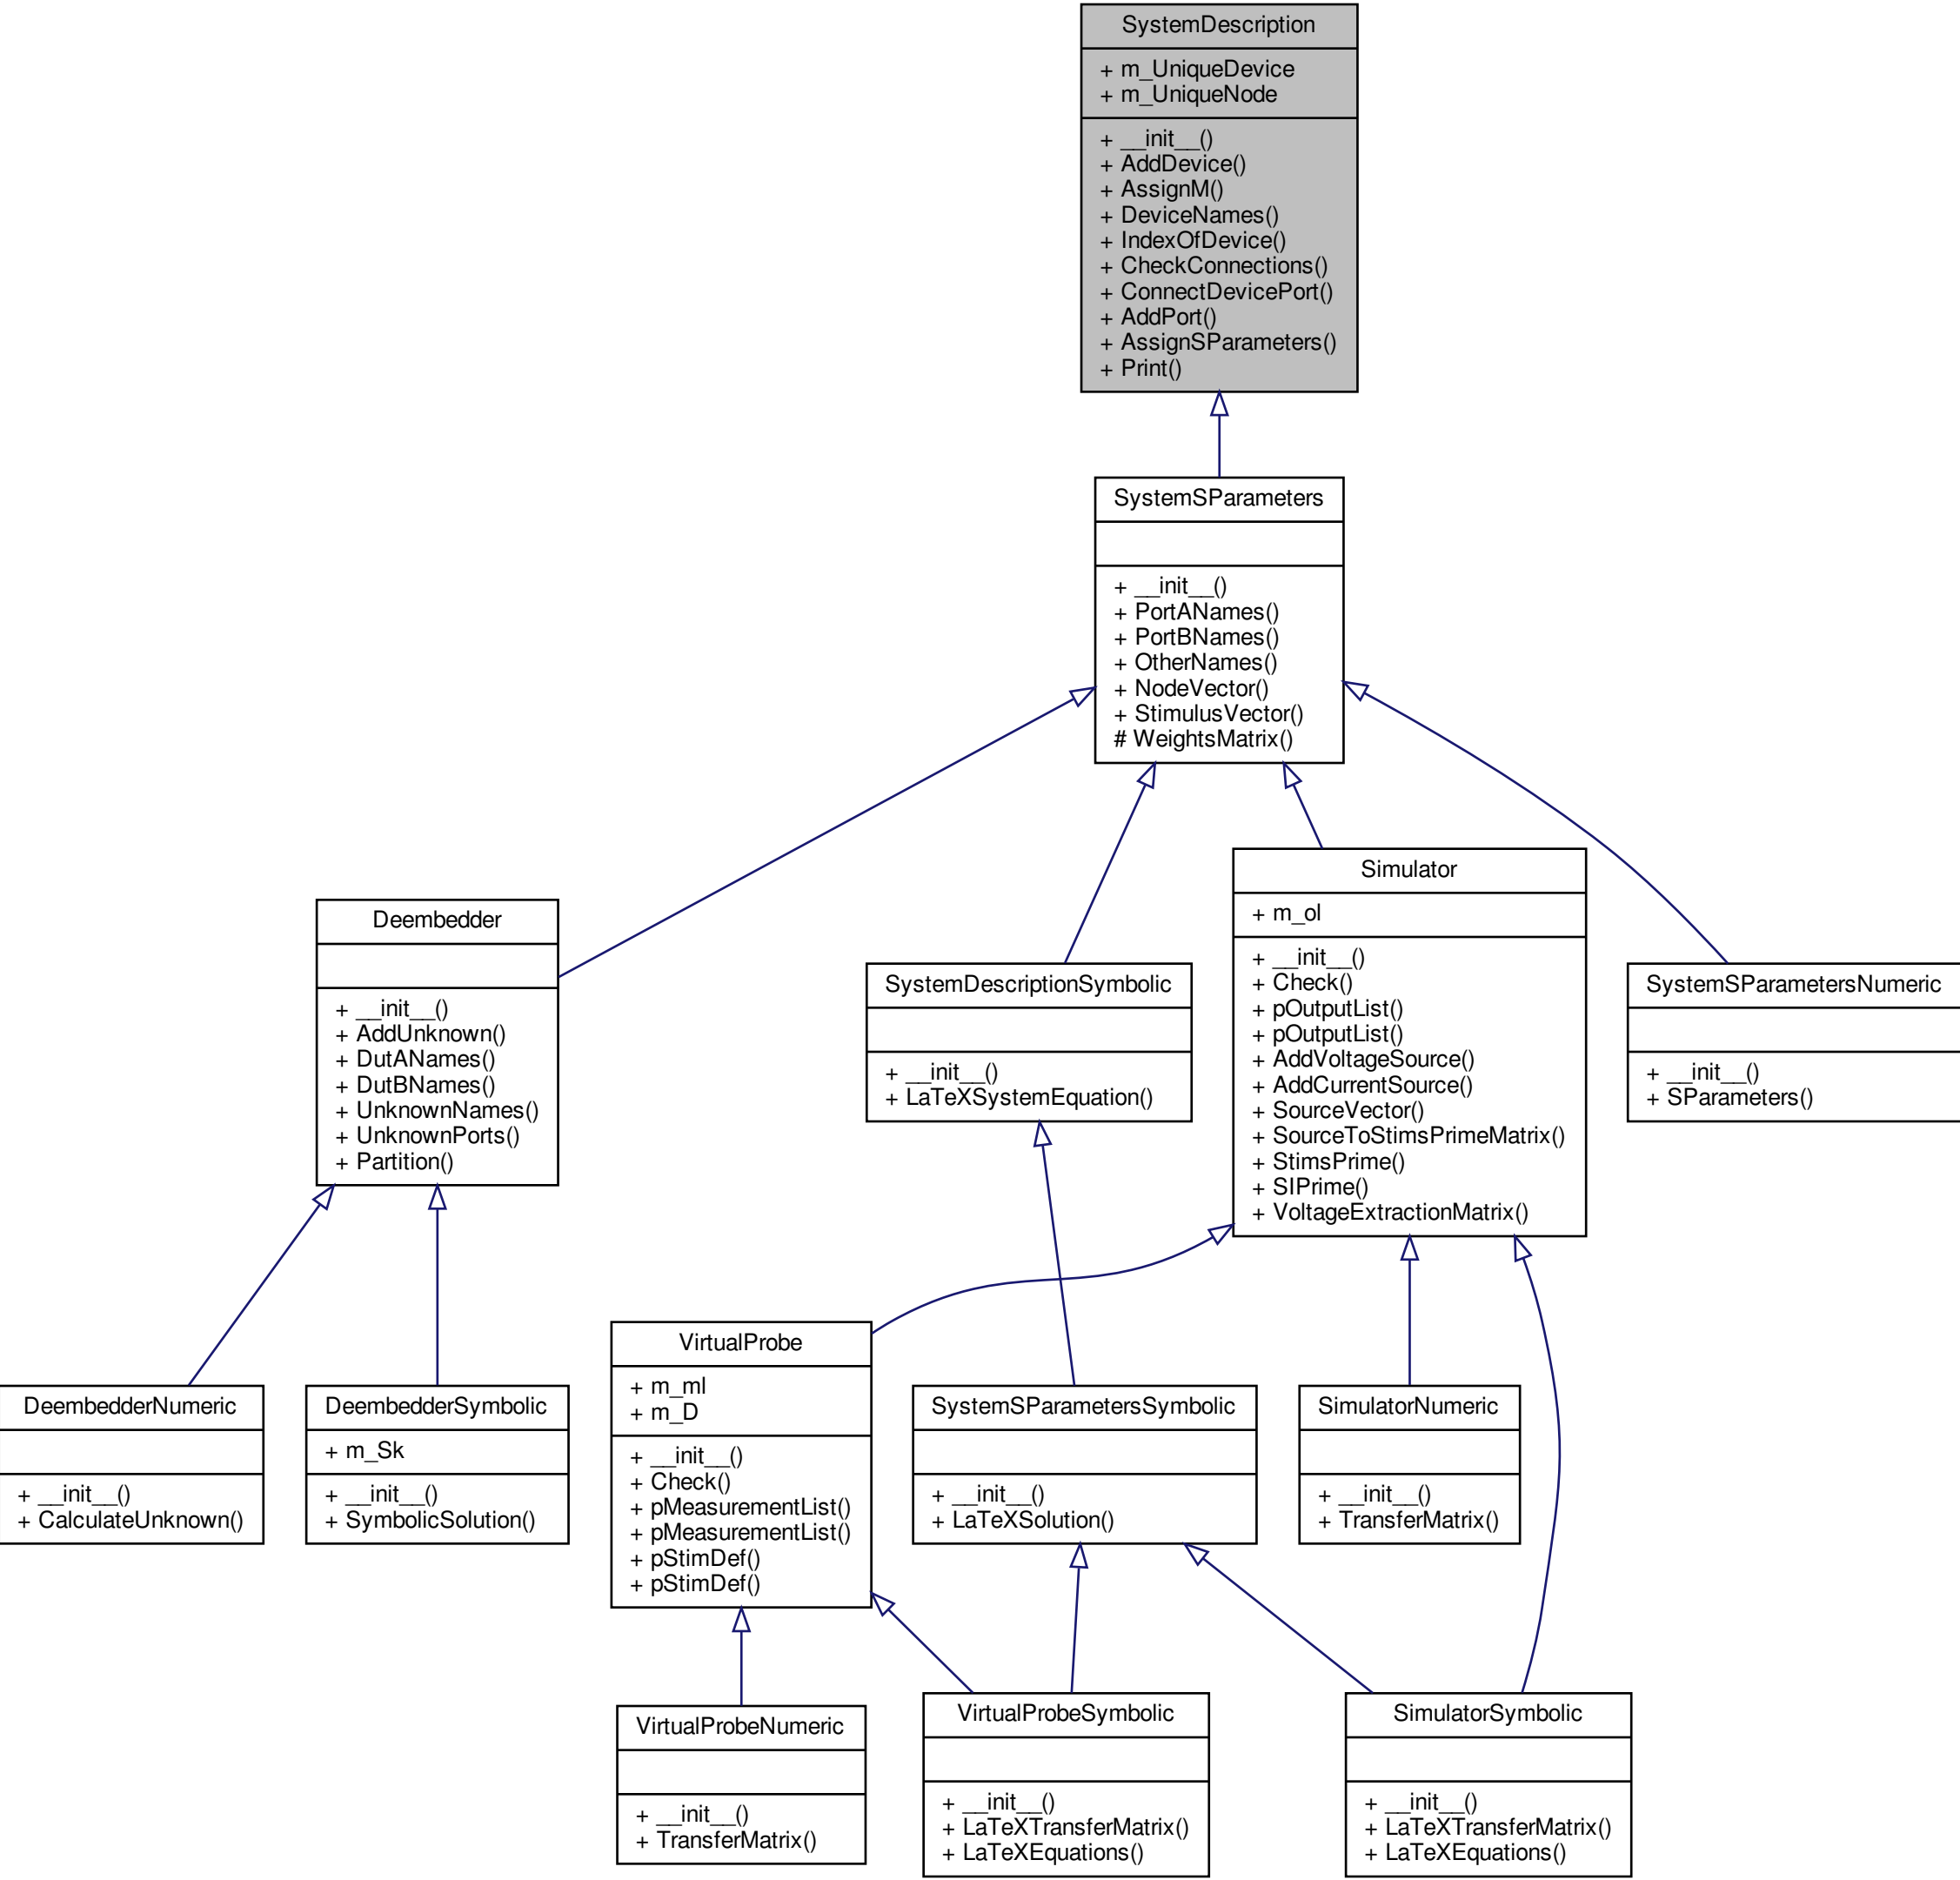 SystemDescription
+ m_UniqueDevice
+ m_UniqueNode
+ __init__()
+ AddDevice()
+ AssignM()
+ DeviceNames()
+ IndexOfDevice()
+ CheckConnections()
+ ConnectDevicePort()
+ AddPort()
+ AssignSParameters()
+ Print()
SystemSParameters
+ __init__()
+ PortANames()
+ PortBNames()
+ OtherNames()
+ NodeVector()
+ StimulusVector()
# WeightsMatrix()
Deembedder
+ __init__()
+ AddUnknown()
+ DutANames()
+ DutBNames()
+ UnknownNames()
+ UnknownPorts()
+ Partition()
SystemDescriptionSymbolic
+ __init__()
+ LaTeXSystemEquation()
Simulator
+ m_ol
+ __init__()
+ Check()
+ pOutputList()
+ pOutputList()
+ AddVoltageSource()
+ AddCurrentSource()
+ SourceVector()
+ SourceToStimsPrimeMatrix()
+ StimsPrime()
+ SIPrime()
+ VoltageExtractionMatrix()
SystemSParametersNumeric
+ __init__()
+ SParameters()
DeembedderNumeric
+ __init__()
+ CalculateUnknown()
DeembedderSymbolic
+ m_Sk
+ __init__()
+ SymbolicSolution()
VirtualProbe
+ m_ml
+ m_D
+ __init__()
+ Check()
+ pMeasurementList()
+ pMeasurementList()
+ pStimDef()
+ pStimDef()
SystemSParametersSymbolic
+ __init__()
+ LaTeXSolution()
SimulatorNumeric
+ __init__()
+ TransferMatrix()
VirtualProbeNumeric
+ __init__()
+ TransferMatrix()
VirtualProbeSymbolic
+ __init__()
+ LaTeXTransferMatrix()
+ LaTeXEquations()
SimulatorSymbolic
+ __init__()
+ LaTeXTransferMatrix()
+ LaTeXEquations()